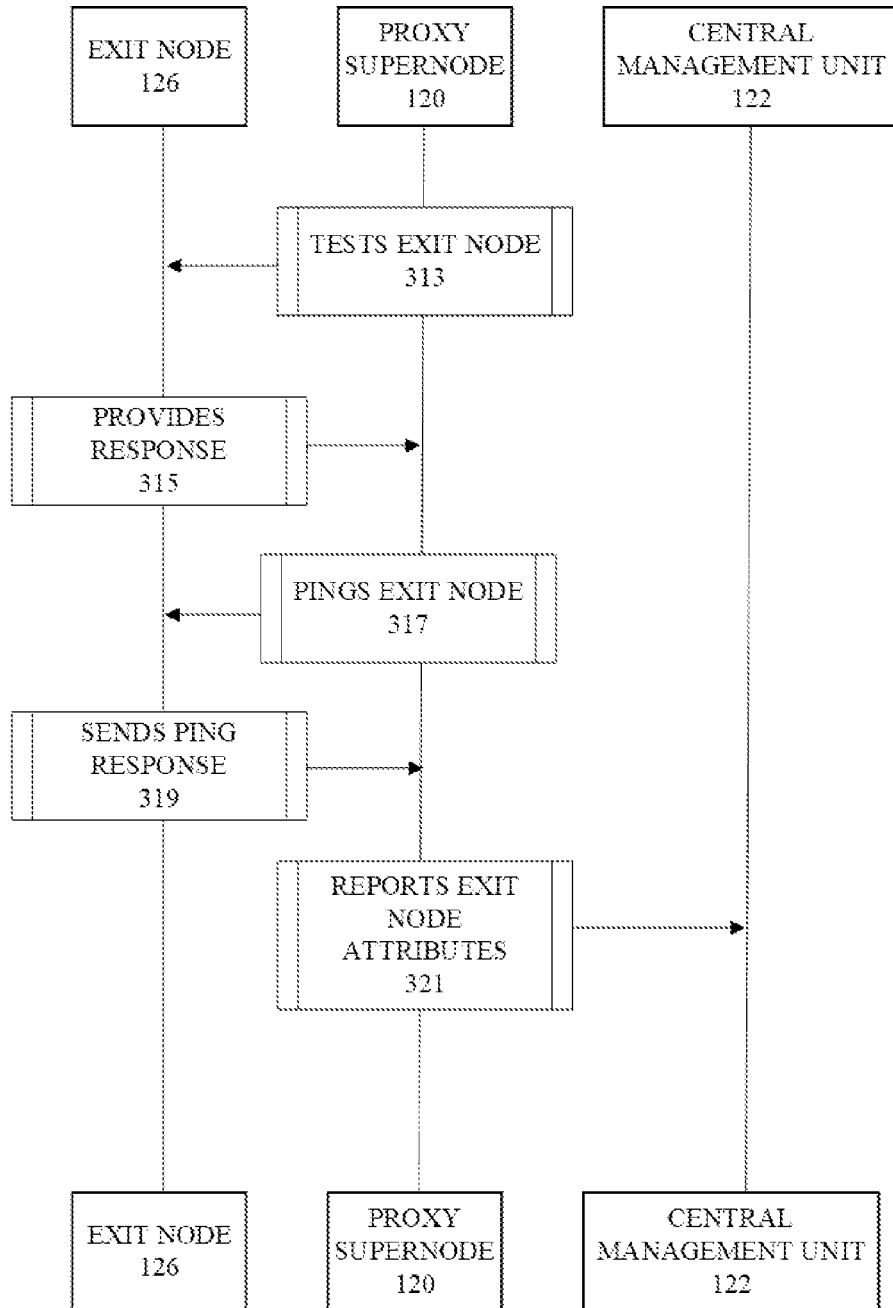 EXIT NODE
126
PROXY
SUPERNODE
120
CENTRAL
MANAGEMENT UNIT
122
TESTS EXIT NODE
313
PROVIDES
RESPONSE
315
PINGS EXIT NODE
317
SENDS PING
RESPONSE
319
REPORTS EXIT
NODE
ATTRIBUTES
321
EXIT NODE
126
PROXY
SUPERNODE
120
CENTRAL
MANAGEMENT UNIT
122